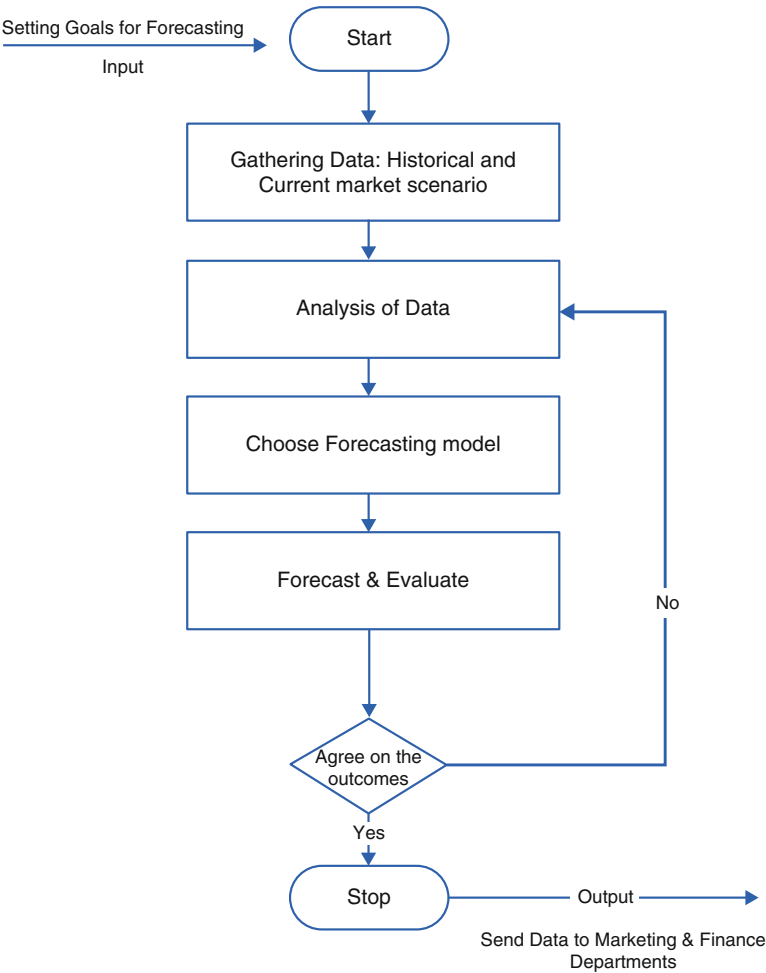 Setting Goals for Forecasting
Input
Start
Gathering Data: Historical and
Current market scenario
Analysis of Data
Choose Forecasting model
Forecast & Evaluate
No
Agree on the
outcomes
Yes
Stop
Output
Send Data to Marketing & Finance
Departments